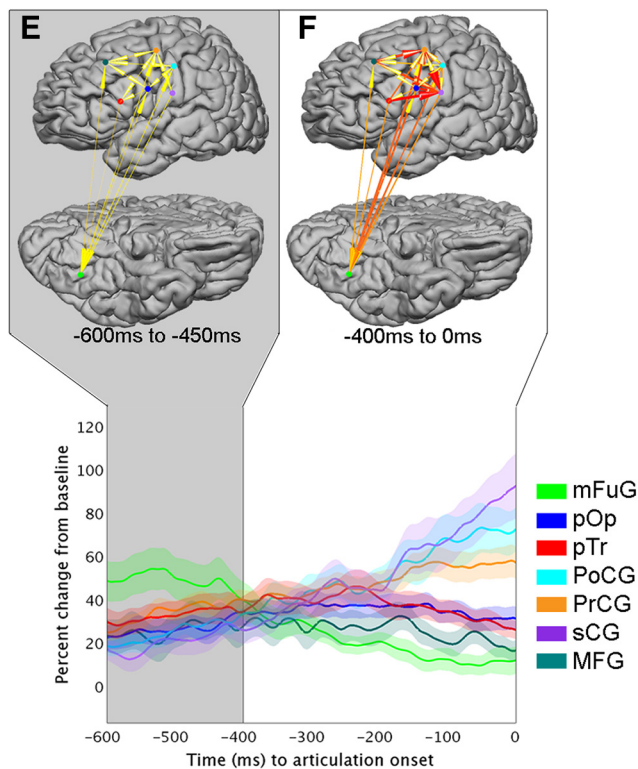 E
F
-600ms to -450ms
-400ms to 0ms
120
100
80
60
40
20
0
Percent change from baseline
-600 -500 -400 -300 -200 -100 0
Time (ms) to articulation onset
mFuG
pOp
pTr
PoCG
PrCG
sCG
MFG